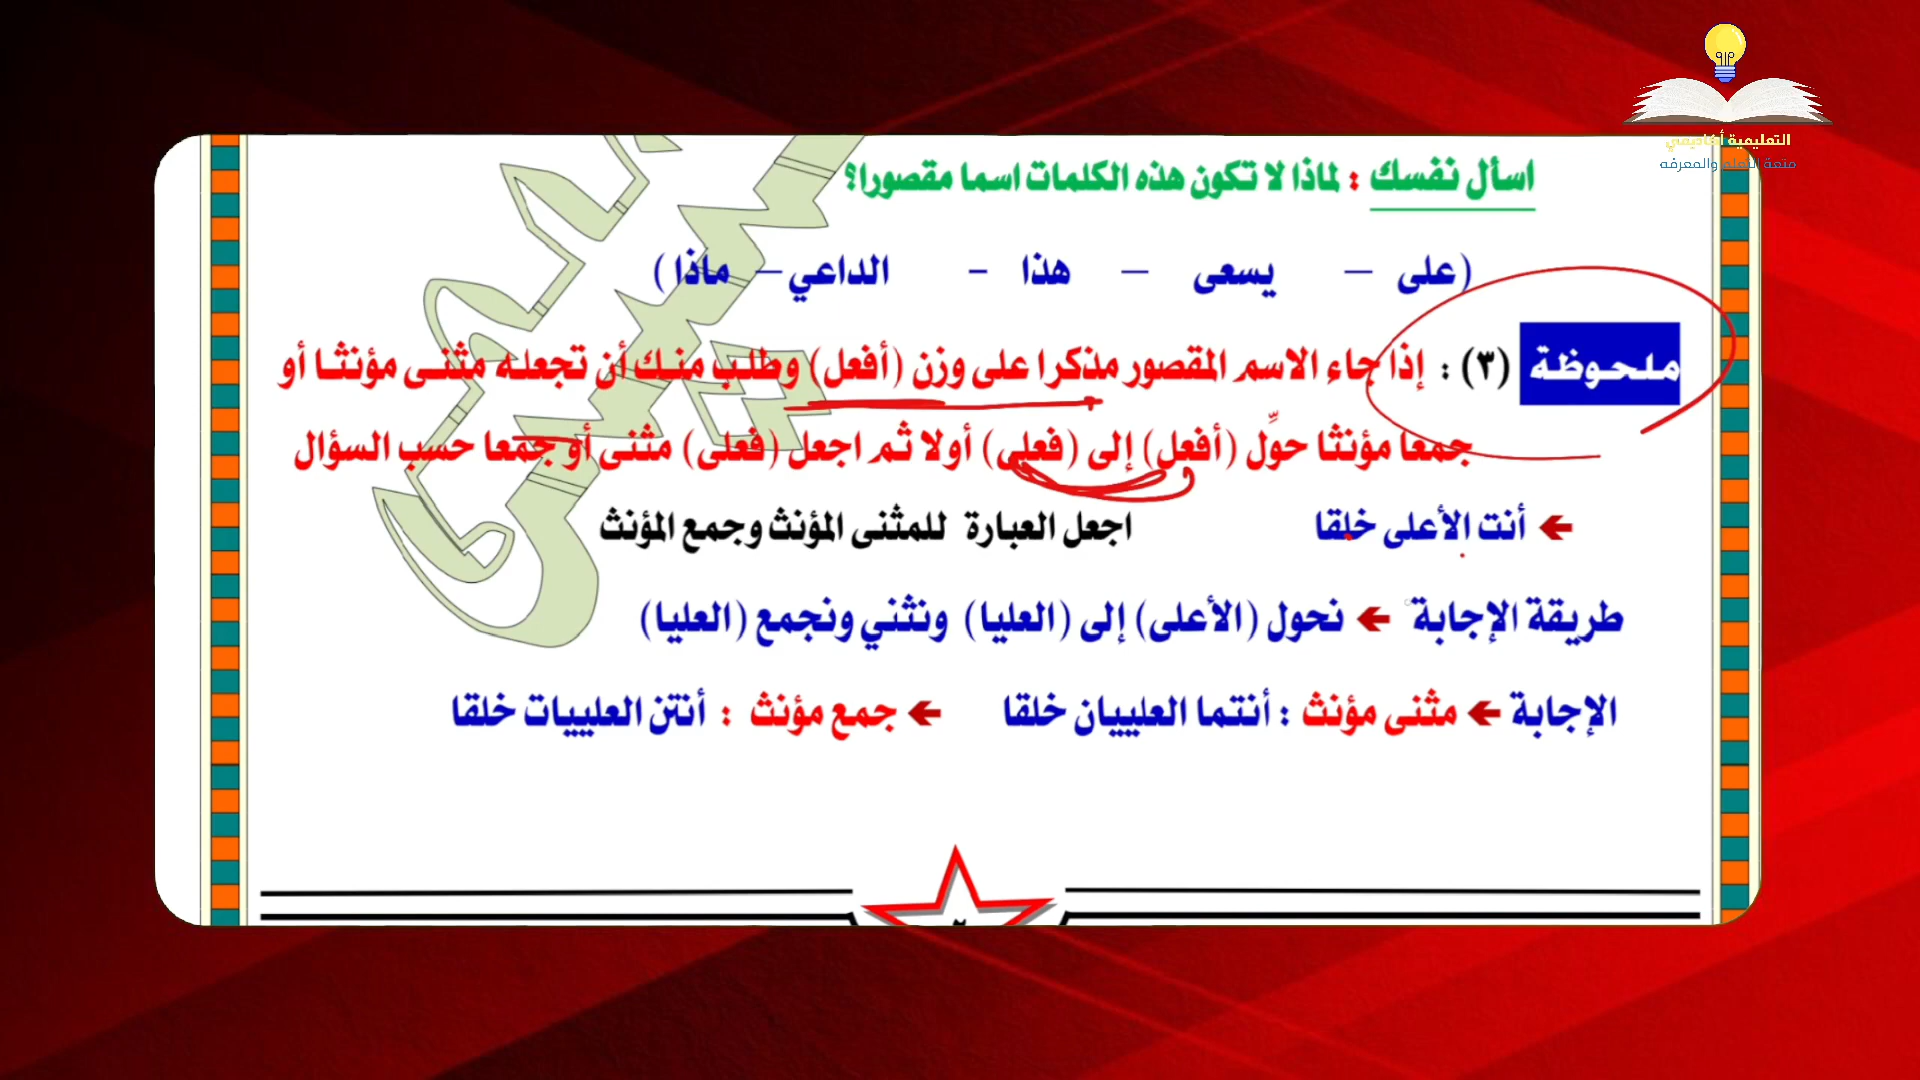 التعليمية أكاديمي
متعة التعلم والمعرفه
اسأل نفسك : لماذا لا تكون هذه الكلمات اسما مقصورا؟
(على – يسعى – هذا - الداعي – ماذا )
ملحوظة (٣) : إذا جاء الاسم المقصور مذكرا على وزن (أفعل) وطلب منك أن تجعله مثنى مؤنثا أو
جمعا مؤنثا حوِّل (أفعل) إلى (فعلى) أولا ثم اجعل (فعلى) مثنى أو جمعا حسب السؤال
أنت الأعلى خلقا اجعل العبارة للمثنى المؤنث وجمع المؤنث
طريقة الإجابة نحول (الأعلى) إلى (العليا) ونثني ونجمع (العليا)
الإجابة مثنى مؤنث : أنتما العلييان خلقا جمع مؤنث : أنتن العلييات خلقا